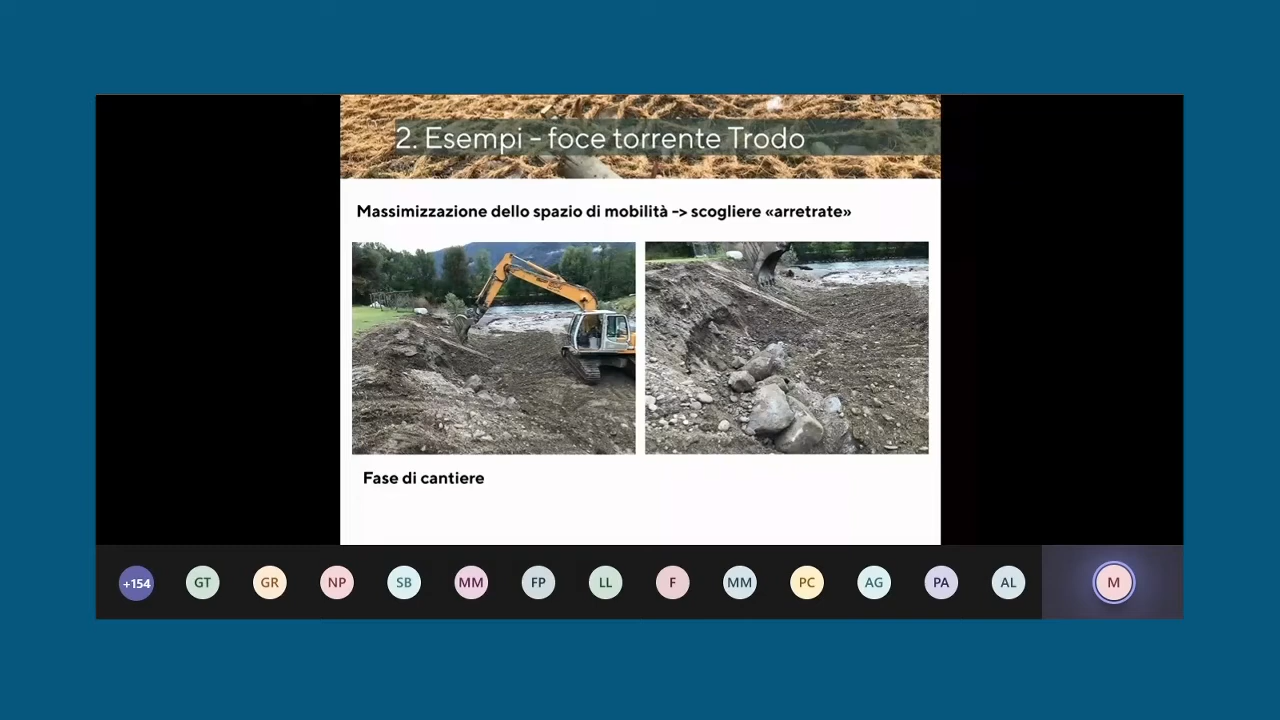 2. Esempi - foce torrente Trodo
Massimizzazione dello spazio di mobilità -> scogliere «arretrate»
Fase di cantiere
+154 GT GR NP SB MM FP LL F MM PC AG PA AL M